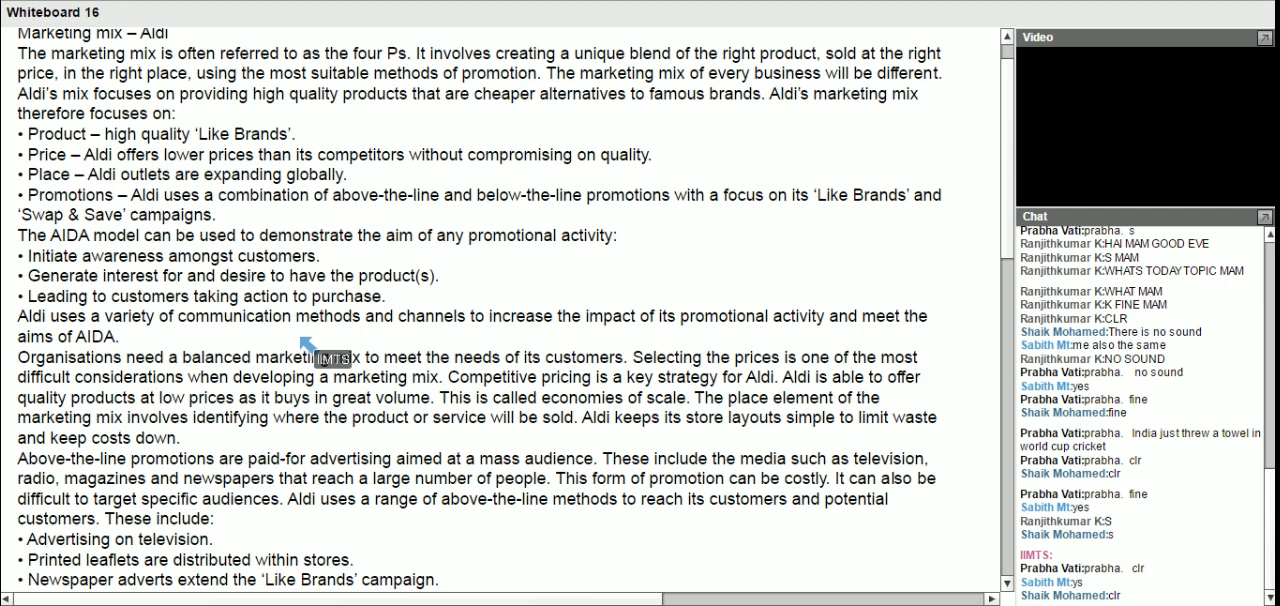 Whiteboard 16
Marketing mix – Aldi
The marketing mix is often referred to as the four Ps. It involves creating a unique blend of the right product, sold at the right
price, in the right place, using the most suitable methods of promotion. The marketing mix of every business will be different.
Aldi's mix focuses on providing high quality products that are cheaper alternatives to famous brands. Aldi's marketing mix
therefore focuses on:
• Product – high quality 'Like Brands'.
• Price – Aldi offers lower prices than its competitors without compromising on quality.
• Place – Aldi outlets are expanding globally.
• Promotions – Aldi uses a combination of above-the-line and below-the-line promotions with a focus on its 'Like Brands' and
'Swap & Save' campaigns.
The AIDA model can be used to demonstrate the aim of any promotional activity:
• Initiate awareness amongst customers.
• Generate interest for and desire to have the product(s).
• Leading to customers taking action to purchase.
Aldi uses a variety of communication methods and channels to increase the impact of its promotional activity and meet the
aims of AIDA.
Organisations need a balanced marketi IIMTS x to meet the needs of its customers. Selecting the prices is one of the most
difficult considerations when developing a marketing mix. Competitive pricing is a key strategy for Aldi. Aldi is able to offer
quality products at low prices as it buys in great volume. This is called economies of scale. The place element of the
marketing mix involves identifying where the product or service will be sold. Aldi keeps its store layouts simple to limit waste
and keep costs down.
Above-the-line promotions are paid-for advertising aimed at a mass audience. These include the media such as television,
radio, magazines and newspapers that reach a large number of people. This form of promotion can be costly. It can also be
difficult to target specific audiences. Aldi uses a range of above-the-line methods to reach its customers and potential
customers. These include:
• Advertising on television.
• Printed leaflets are distributed within stores.
• Newspaper adverts extend the 'Like Brands' campaign.
Video
Chat
Prabha Vati:prabha. s
Ranjithkumar K:HAI MAM GOOD EVE
Ranjithkumar K:S MAM
Ranjithkumar K:WHATS TODAY TOPIC MAM
Ranjithkumar K:WHAT MAM
Ranjithkumar K:K FINE MAM
Ranjithkumar K:CLR
Shaik Mohamed:There is no sound
Sabith Mt:me also the same
Ranjithkumar K:NO SOUND
Prabha Vati:prabha. no sound
Sabith Mt:yes
Prabha Vati:prabha. fine
Shaik Mohamed:fine
Prabha Vati:prabha. India just threw a towel in
world cup cricket
Prabha Vati:prabha. clr
Shaik Mohamed:clr
Prabha Vati:prabha. fine
Sabith Mt:yes
Ranjithkumar K:S
Shaik Mohamed:s
IIMTS:
Prabha Vati:prabha. clr
Sabith Mt:ys
Shaik Mohamed:clr